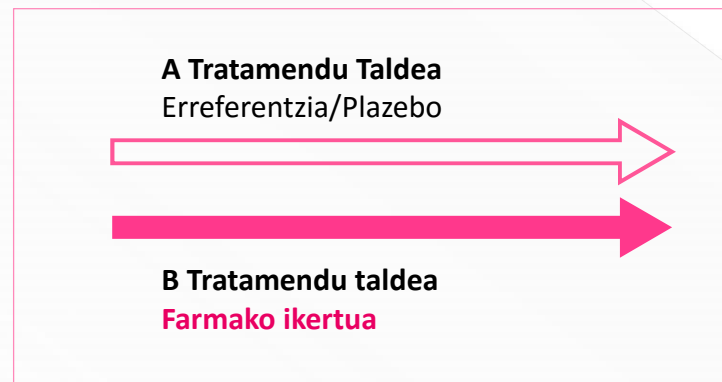 A Tratamendu Taldea
Erreferentzia/Plazebo
B Tratamendu taldea
Farmako ikertua